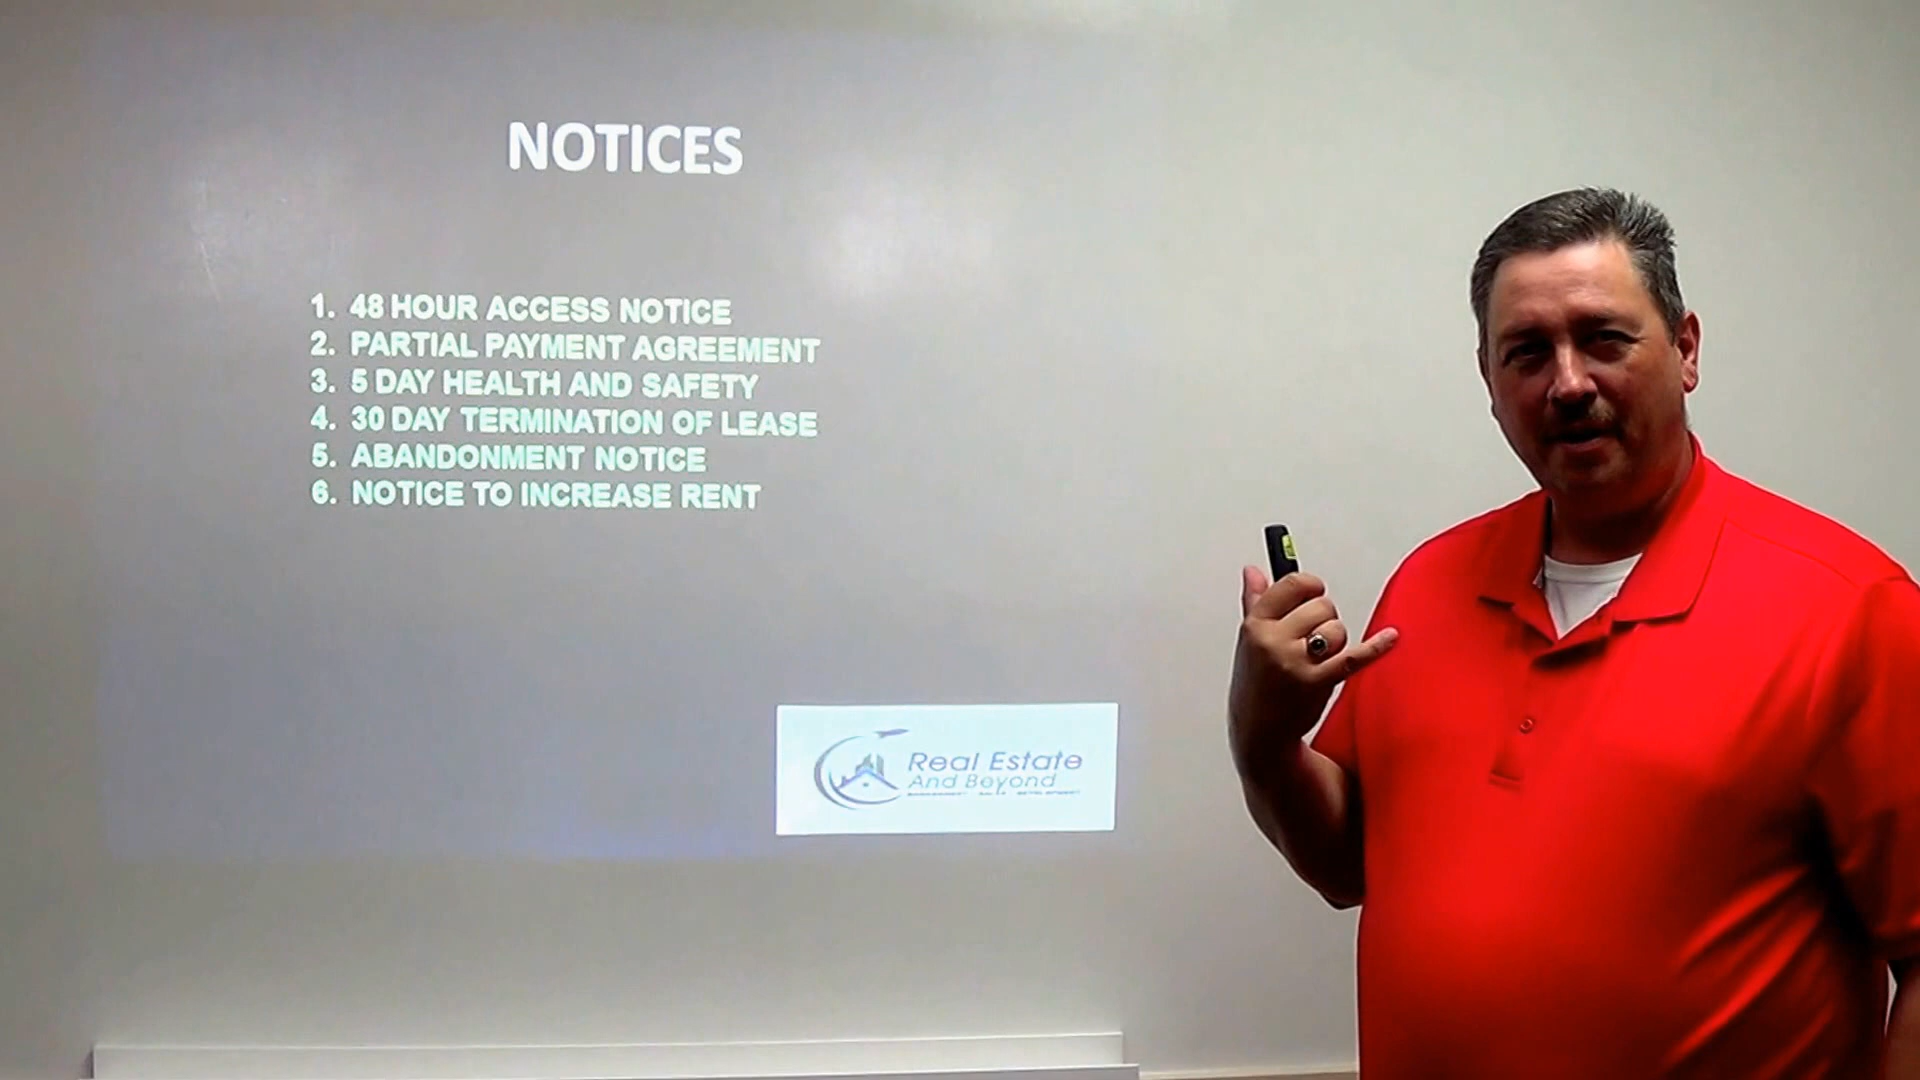 NOTICES
1. 48 HOUR ACCESS NOTICE
2. PARTIAL PAYMENT AGREEMENT
3. 5 DAY HEALTH AND SAFETY
4. 30 DAY TERMINATION OF LEASE
5. ABANDONMENT NOTICE
6. NOTICE TO INCREASE RENT
Real Estate
And Beyond